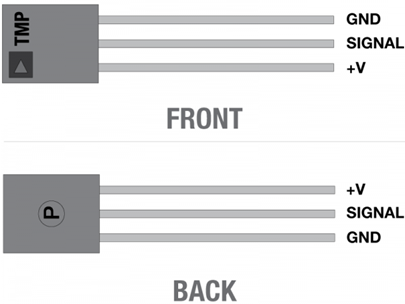 TMP
GND
SIGNAL
+V
FRONT
P
+V
SIGNAL
GND
BACK